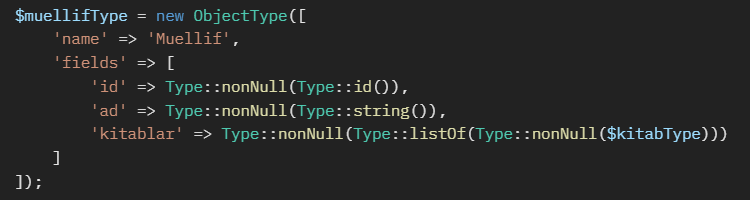 $muellifType = new ObjectType([
    'name' => 'Muellif',
    'fields' => [
        'id' => Type::nonNull(Type::id()),
        'ad' => Type::nonNull(Type::string()),
        'kitablar' => Type::nonNull(Type::listOf(Type::nonNull($kitabType)))
    ]
]);